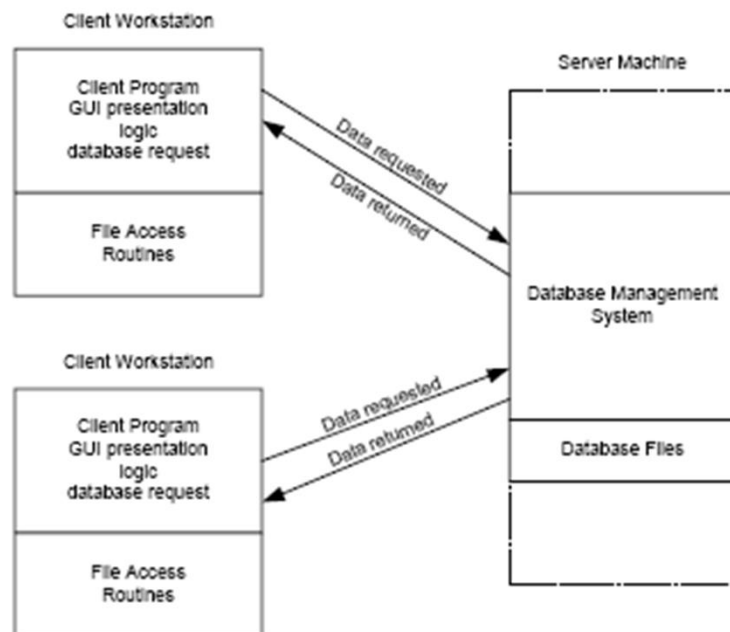 Client Workstation
Client Program
GUI presentation
logic
database request
File Access
Routines
Data requested
Data returned
Server Machine
Database Management
System
Database Files
Client Workstation
Client Program
GUI presentation
logic
database request
File Access
Routines
Data requested
Data returned